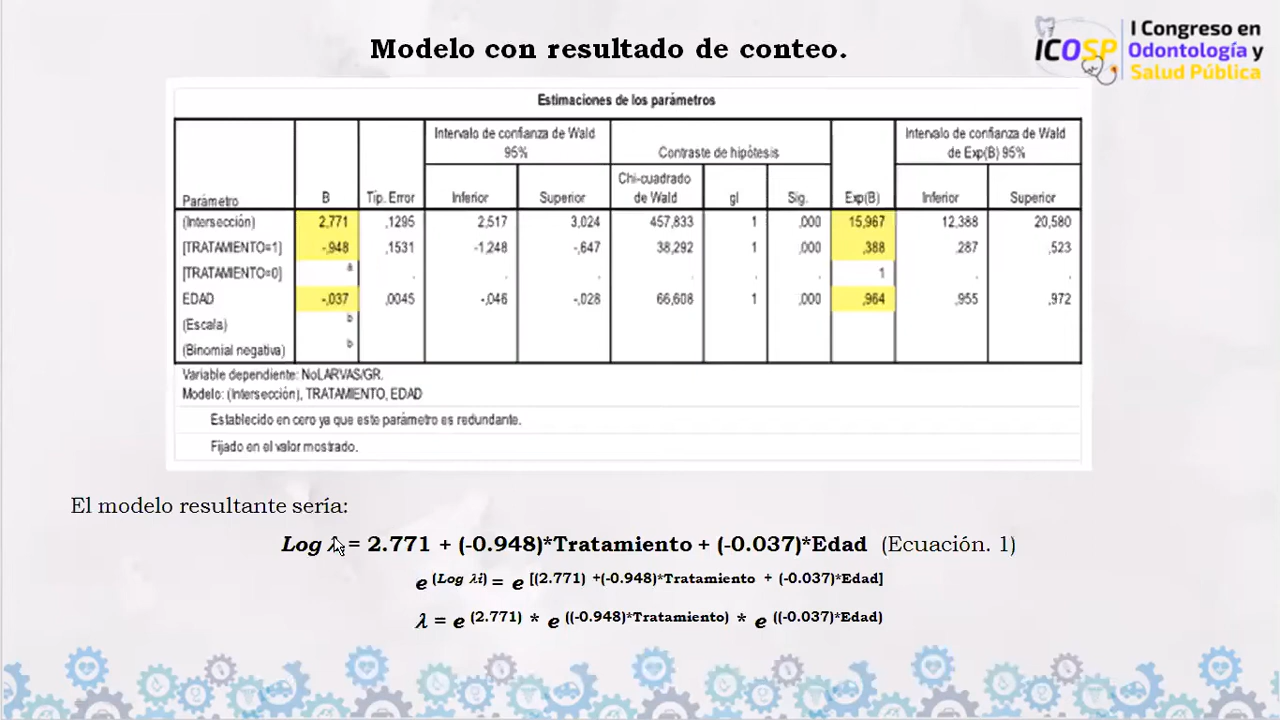 Modelo con resultado de conteo.
ICOSP
I Congreso en
Odontología y
Salud Pública
Estimaciones de los parámetros
Parámetro B Típ. Error Intervalo de confianza de Wald 95% Contraste de hipótesis Exp(B) Intervalo de confianza de Wald de Exp(B) 95%
Inferior Superior Chi-cuadrado de Wald gl Sig. Inferior Superior
(Intersección) 2,771 ,1295 2,517 3,024 457,833 1 ,000 15,967 12,388 20,580
[TRATAMIENTO=1] -,948 ,1531 -1,248 -,647 38,292 1 ,000 ,388 ,287 ,523
[TRATAMIENTO=0] a . . . . . . 1 . .
EDAD -,037 ,0045 -,046 -,028 66,608 1 ,000 ,964 ,955 ,972
(Escala) b
(Binomial negativa) b
Variable dependiente: NoLARVAS/GR.
Modelo: (Intersección), TRATAMIENTO, EDAD
Establecido en cero ya que este parámetro es redundante.
Fijado en el valor mostrado.
El modelo resultante sería:
Log λi = 2.771 + (-0.948)*Tratamiento + (-0.037)*Edad (Ecuación. 1)
e (Log λi) = e [(2.771) +(-0.948)*Tratamiento + (-0.037)*Edad]
λ = e (2.771) * e ((-0.948)*Tratamiento) * e ((-0.037)*Edad)